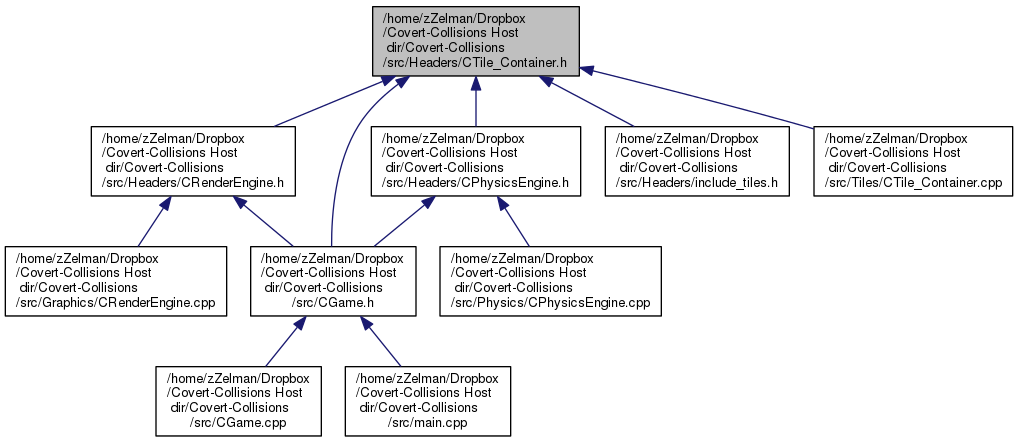 /home/zZelman/Dropbox
/Covert-Collisions Host
dir/Covert-Collisions
/src/Headers/CTile_Container.h
/home/zZelman/Dropbox
/Covert-Collisions Host
dir/Covert-Collisions
/src/Headers/CRenderEngine.h
/home/zZelman/Dropbox
/Covert-Collisions Host
dir/Covert-Collisions
/src/Headers/CPhysicsEngine.h
/home/zZelman/Dropbox
/Covert-Collisions Host
dir/Covert-Collisions
/src/Headers/include_tiles.h
/home/zZelman/Dropbox
/Covert-Collisions Host
dir/Covert-Collisions
/src/Tiles/CTile_Container.cpp
/home/zZelman/Dropbox
/Covert-Collisions Host
dir/Covert-Collisions
/src/Graphics/CRenderEngine.cpp
/home/zZelman/Dropbox
/Covert-Collisions Host
dir/Covert-Collisions
/src/CGame.h
/home/zZelman/Dropbox
/Covert-Collisions Host
dir/Covert-Collisions
/src/Physics/CPhysicsEngine.cpp
/home/zZelman/Dropbox
/Covert-Collisions Host
dir/Covert-Collisions
/src/CGame.cpp
/home/zZelman/Dropbox
/Covert-Collisions Host
dir/Covert-Collisions
/src/main.cpp